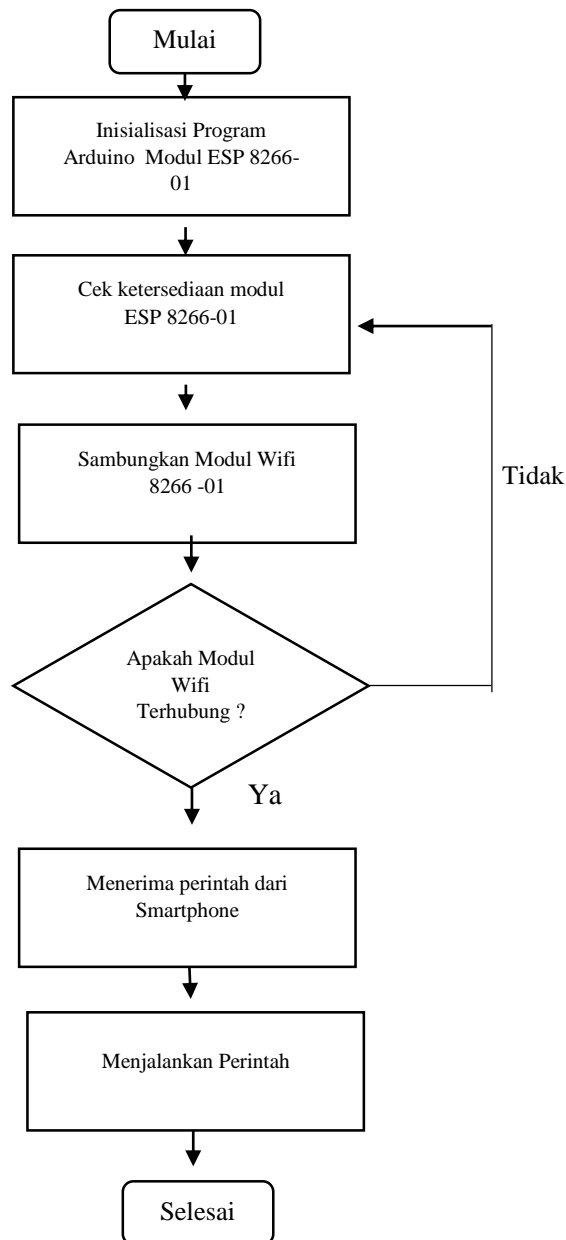 Mulai
Inisialisasi Program
Arduino Modul ESP 8266-
01
Cek ketersediaan modul
ESP 8266-01
Sambungkan Modul Wifi
8266 -01
Tidak
Apakah Modul
Wifi
Terhubung ?
Ya
Menerima perintah dari
Smartphone
Menjalankan Perintah
Selesai